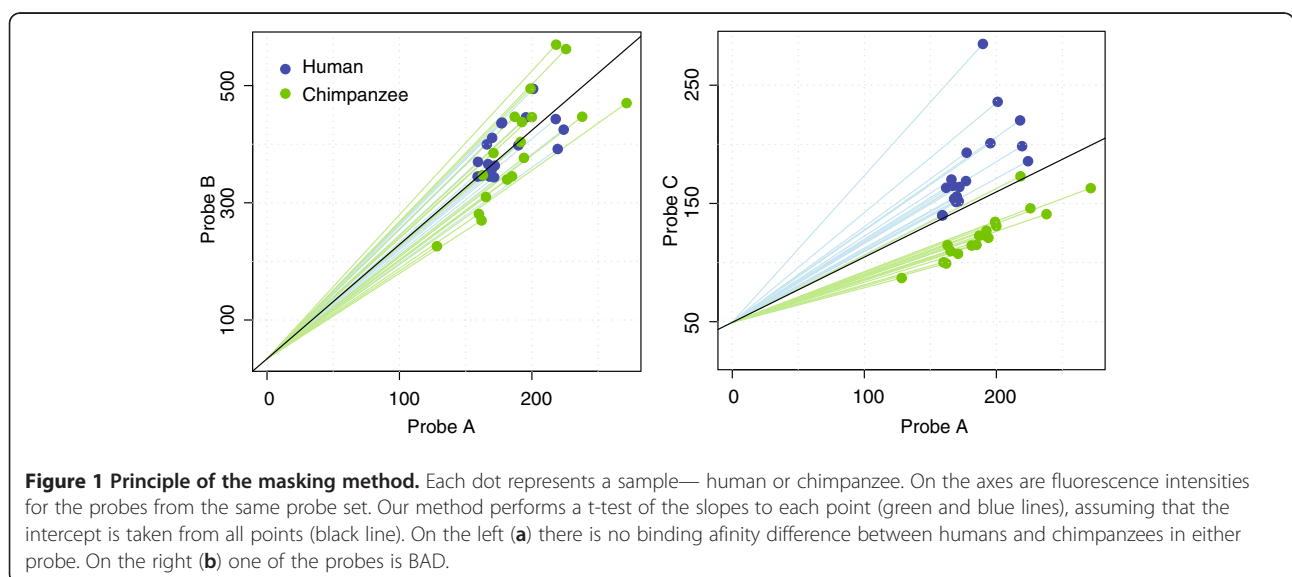 Human
Chimpanzee
Probe B
500
300
100
0
100
200
Probe A
Probe C
250
150
50
0
100
200
Probe A
Figure 1 Principle of the masking method. Each dot represents a sample— human or chimpanzee. On the axes are fluorescence intensities
for the probes from the same probe set. Our method performs a t-test of the slopes to each point (green and blue lines), assuming that the
intercept is taken from all points (black line). On the left (a) there is no binding afinity difference between humans and chimpanzees in either
probe. On the right (b) one of the probes is BAD.